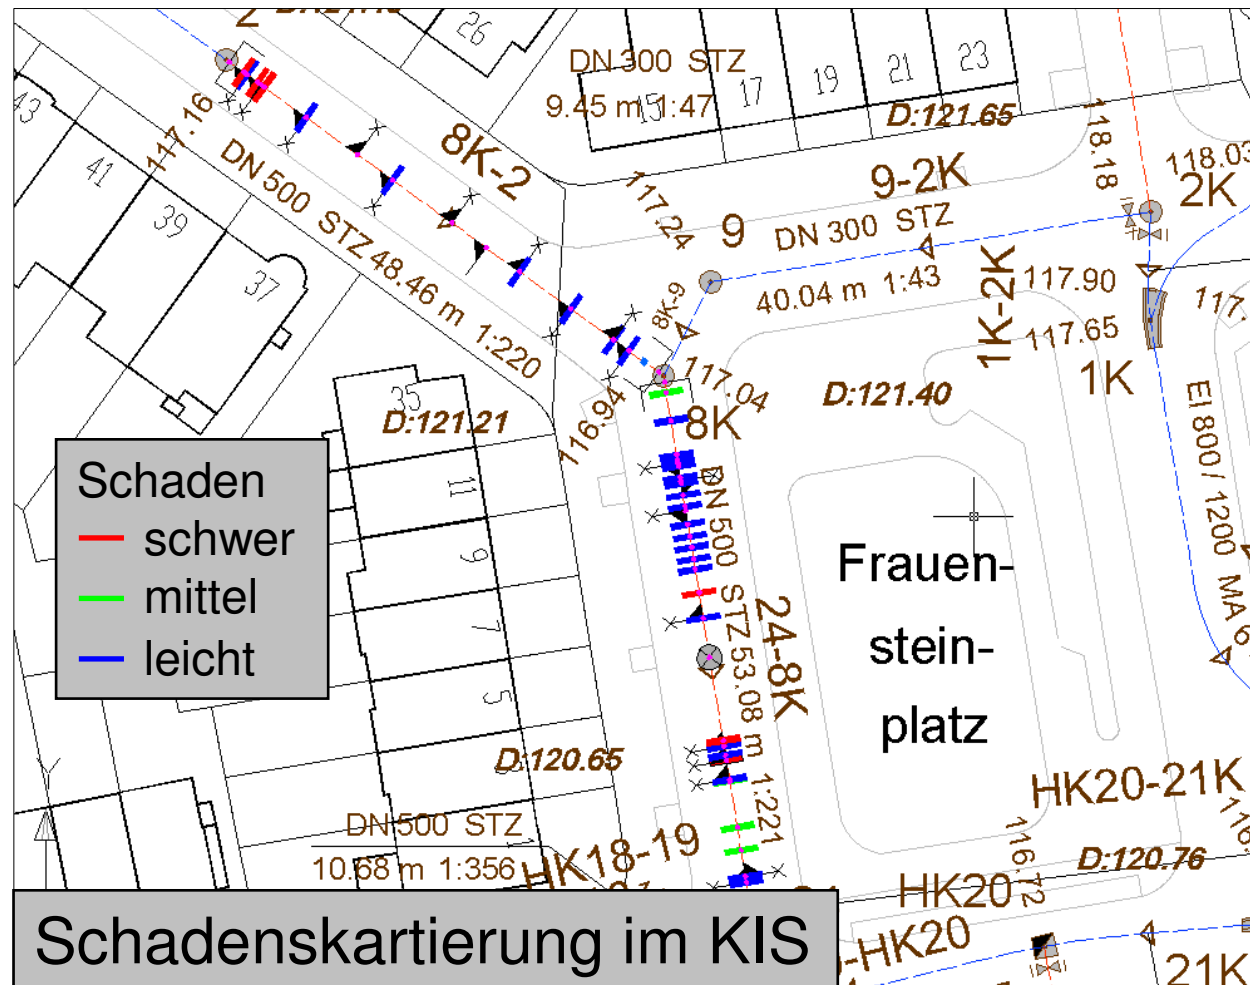 26
DN 300 STZ
9.45 m 1:47
15
17
19
21
23
D:121.65
43
41
39
37
117.16
8K-2
DN 500 STZ 48.46 m 1:220
117.24
9
9-2K
DN 300 STZ
40.04 m 1:43
118.18
118.03
2K
1K-2K
117.90
117.65
1K
8K-9
117.04
116.94
8K
D:121.40
EI 800 / 1200 MA
35
D:121.21
11
9
7
5
3
1
Schaden
schwer
mittel
leicht
DN 500 STZ 53.08 m 1:221
24-8K
Frauen-
stein-
platz
D:120.65
DN 500 STZ
10.68 m 1:356
HK18-19
HK20-21K
116.72
D:120.76
HK20
-HK20
21K
Schadenskartierung im KIS